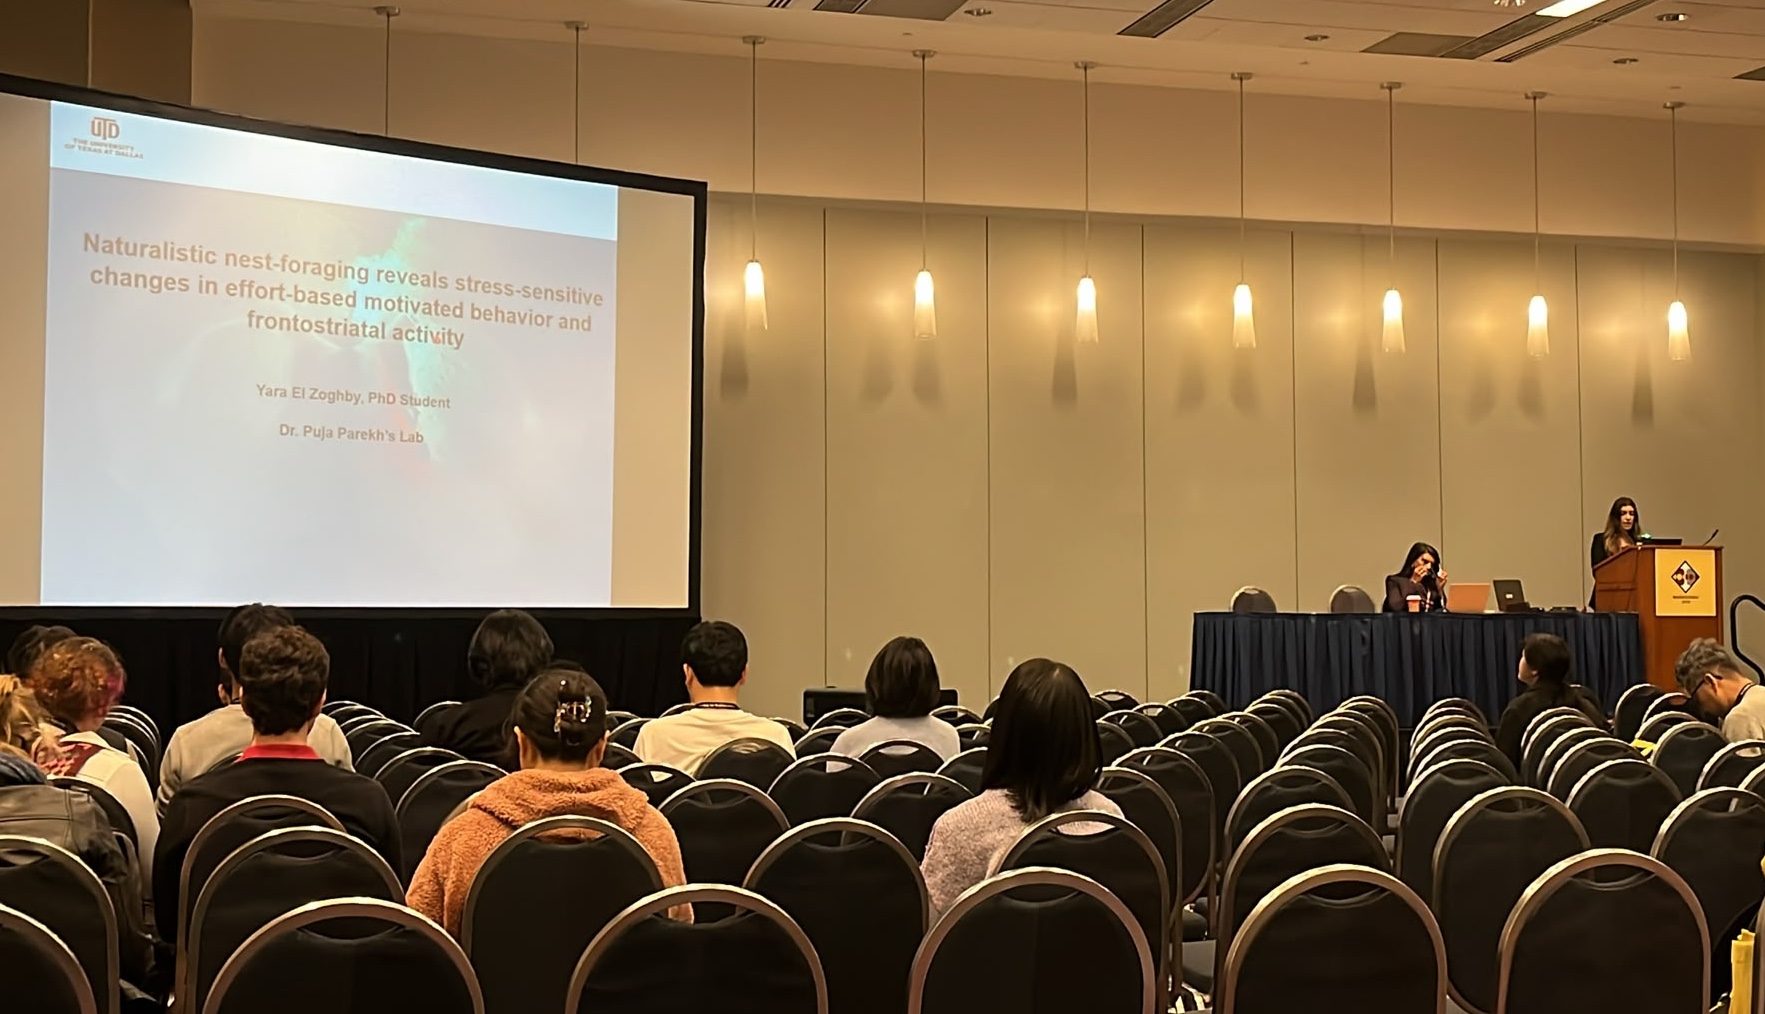 UTD
THE UNIVERSITY
OF TEXAS AT DALLAS
Naturalistic nest-foraging reveals stress-sensitive
changes in effort-based motivated behavior and
frontostriatal activity
Yara El Zoghby, PhD Student
Dr. Puja Parekh's Lab